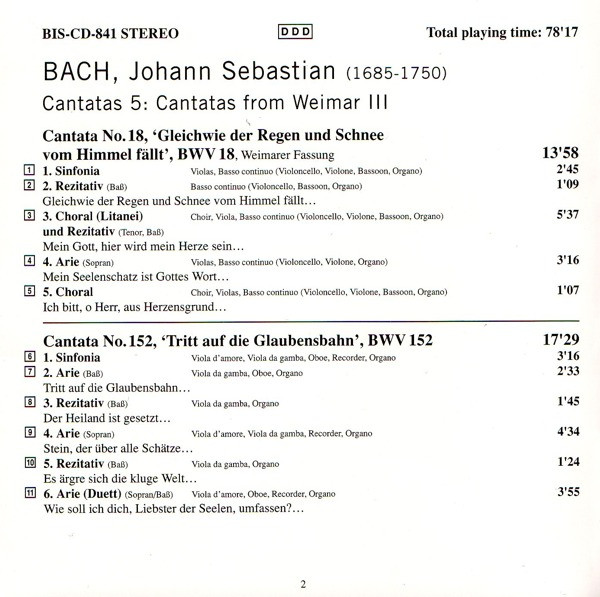 BIS-CD-841 STEREO DDD Total playing time: 78'17
BACH, Johann Sebastian (1685-1750)
Cantatas 5: Cantatas from Weimar III
Cantata No. 18, ‘Gleichwie der Regen und Schnee
vom Himmel fällt’, BWV 18, Weimarer Fassung 13'58
1 1. Sinfonia Violas, Basso continuo (Violoncello, Violone, Bassoon, Organo) 2'45
2 2. Rezitativ (Baß) Basso continuo (Violoncello, Bassoon, Organo) 1'09
Gleichwie der Regen und Schnee vom Himmel fällt…
3 3. Choral (Litanei) Choir, Viola, Basso continuo (Violoncello, Violone, Bassoon, Organo) 5'37
und Rezitativ (Tenor, Baß)
Mein Gott, hier wird mein Herze sein…
4 4. Arie (Sopran) Violas, Basso continuo (Violoncello, Violone, Organo) 3'16
Mein Seelenschatz ist Gottes Wort…
5 5. Choral Choir, Violas, Basso continuo (Violoncello, Violone, Bassoon, Organo) 1'07
Ich bitt, o Herr, aus Herzensgrund…
Cantata No. 152, ‘Tritt auf die Glaubensbahn’, BWV 152 17'29
6 1. Sinfonia Viola d'amore, Viola da gamba, Oboe, Recorder, Organo 3'16
7 2. Arie (Baß) Viola da gamba, Oboe, Organo 2'33
Tritt auf die Glaubensbahn…
8 3. Rezitativ (Baß) Viola da gamba, Organo 1'45
Der Heiland ist gesetzt…
9 4. Arie (Sopran) Viola d'amore, Viola da gamba, Recorder, Organo 4'34
Stein, der über alle Schätze…
10 5. Rezitativ (Baß) Viola da gamba, Organo 1'24
Es ärgre sich die kluge Welt…
11 6. Arie (Duett) (Sopran/Baß) Viola d'amore, Oboe, Recorder, Organo 3'55
Wie soll ich dich, Liebster der Seelen, umfassen?…
2